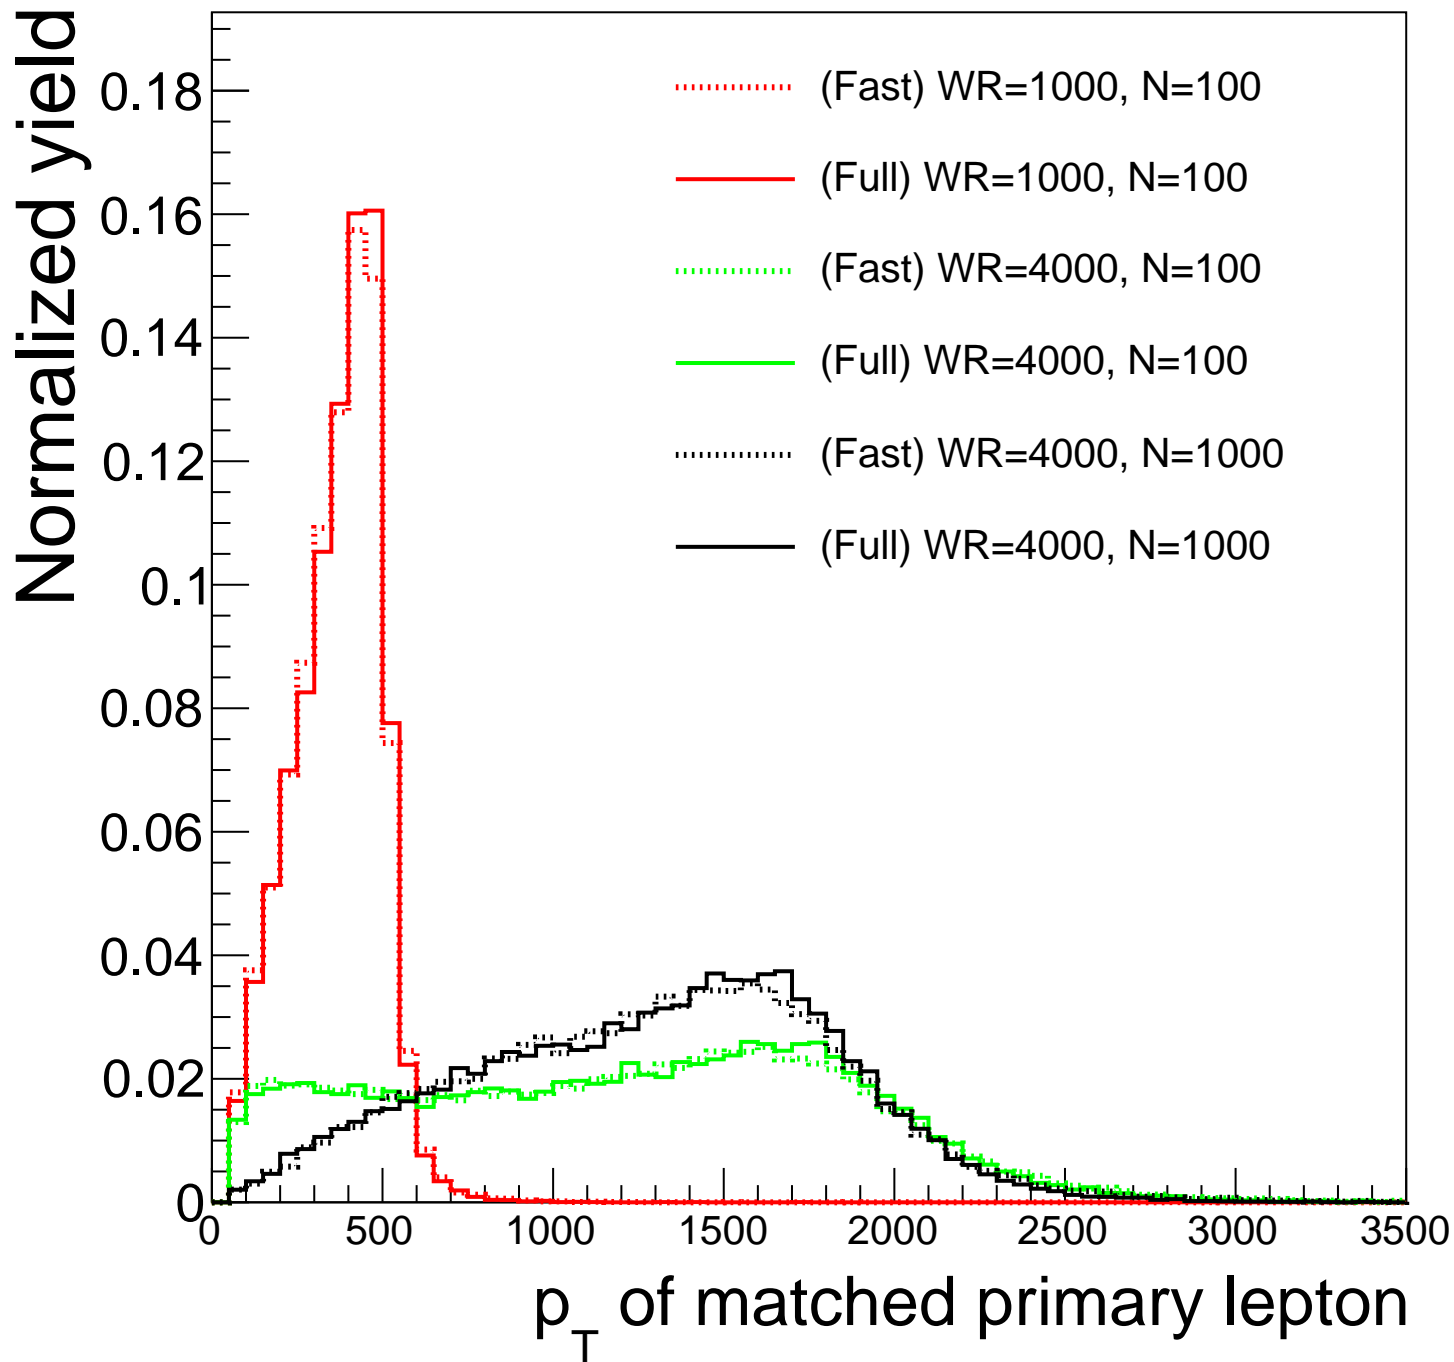 Normalized yield
0.18
0.16
0.14
0.12
0.1
0.08
0.06
0.04
0.02
0
(Fast) WR=1000, N=100
(Full) WR=1000, N=100
(Fast) WR=4000, N=100
(Full) WR=4000, N=100
(Fast) WR=4000, N=1000
(Full) WR=4000, N=1000
0 500 1000 1500 2000 2500 3000 3500
p_T of matched primary lepton